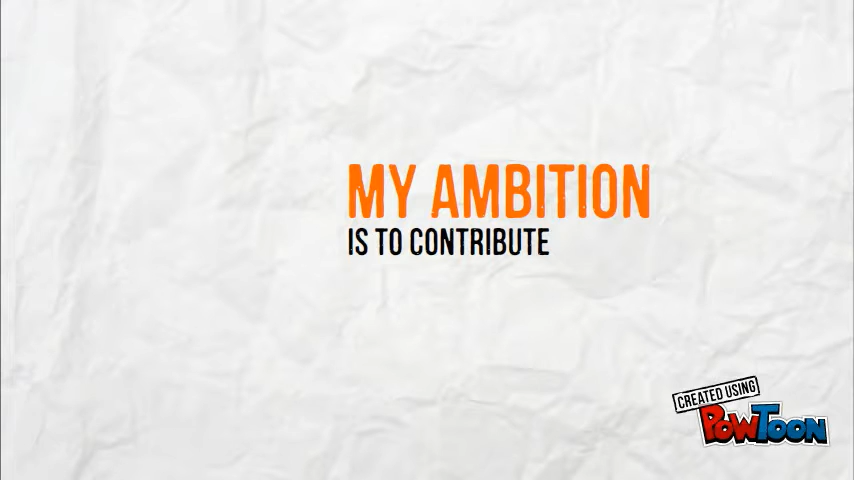 MY AMBITION
IS TO CONTRIBUTE
CREATED USING
POWTOON